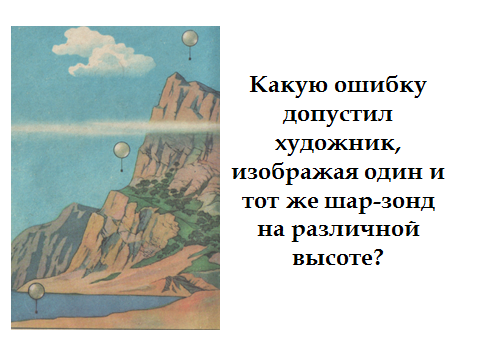 Какую ошибку
допустил
художник,
изображая один и
тот же шар-зонд
на различной
высоте?